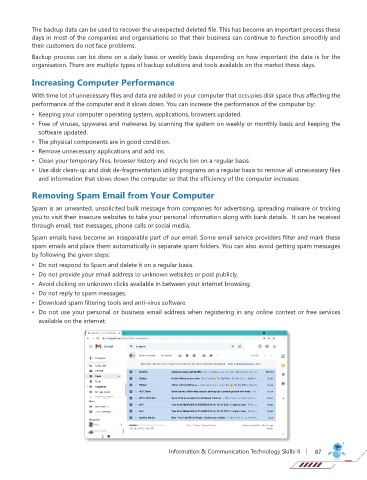 The backup data can be used to recover the unexpected deleted file. This has become an important process these
days in most of the companies and organisations so that their business can continue to function smoothly and
their customers do not face problems.
Backup process can be done on a daily basis or weekly basis depending on how important the data is for the
organisation. There are multiple types of backup solutions and tools available on the market these days.
Increasing Computer Performance
With time lot of unnecessary files and data are added in your computer that occupies disk space thus affecting the
performance of the computer and it slows down. You can increase the performance of the computer by:
• Keeping your computer operating system, applications, browsers updated.
• Free of viruses, spywares and malwares by scanning the system on weekly or monthly basis and keeping the
software updated.
• The physical components are in good condition.
• Remove unnecessary applications and add ins.
• Clean your temporary files, browser history and recycle bin on a regular basis.
• Use disk clean-up and disk de-fragmentation utility programs on a regular basis to remove all unnecessary files
and information that slows down the computer so that the efficiency of the computer increases.
Removing Spam Email from Your Computer
Spam is an unwanted, unsolicited bulk message from companies for advertising, spreading malware or tricking
you to visit their insecure websites to take your personal information along with bank details. It can be received
through email, text messages, phone calls or social media.
Spam emails have become an inseparable part of our email. Some email service providers filter and mark these
spam emails and place them automatically in separate spam folders. You can also avoid getting spam messages
by following the given steps:
• Do not respond to Spam and delete it on a regular basis.
• Do not provide your email address to unknown websites or post publicly.
• Avoid clicking on unknown clicks available in between your internet browsing.
• Do not reply to spam messages.
• Download spam filtering tools and anti-virus software.
• Do not use your personal or business email address when registering in any online contest or free services
available on the internet.
Gmail
Information & Communication Technology Skills-II | 87